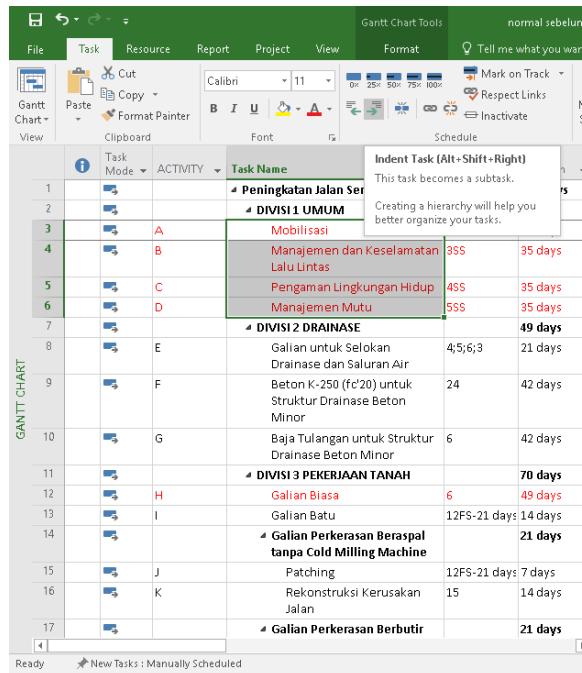 Gantt Chart Tools
normal sebelun
File Task Resource Report Project View Format Tell me what you wan
Gantt Chart
Paste
Cut
Copy
Format Painter
Calibri 11
B I U A
0× 25× 50× 75× 100×
Mark on Track
Respect Links
Inactivate
View Clipboard Font Schedule
Indent Task (Alt+Shift+Right)
This task becomes a subtask.
Creating a hierarchy will help you
better organize your tasks.
Task Mode ACTIVITY Task Name
1 Peningkatan Jalan Ser
2 DIVISI 1 UMUM
3 A Mobilisasi
4 B Manajemen dan Keselamatan 3SS 35 days
Lalu Lintas
5 C Pengaman Lingkungan Hidup 4SS 35 days
6 D Manajemen Mutu 5SS 35 days
7 DIVISI 2 DRAINASE 49 days
8 E Galian untuk Selokan 4;5;6;3 21 days
Drainase dan Saluran Air
9 F Beton K-250 (fc'20) untuk 24 42 days
Struktur Drainase Beton
Minor
10 G Baja Tulangan untuk Struktur 6 42 days
Drainase Beton Minor
11 DIVISI 3 PEKERJAAN TANAH 70 days
12 H Galian Biasa 6 49 days
13 I Galian Batu 12FS-21 days 14 days
14 Galian Perkerasan Beraspal 21 days
tanpa Cold Milling Machine
15 J Patching 12FS-21 days 7 days
16 K Rekonstruksi Kerusakan 15 14 days
Jalan
17 Galian Perkerasan Berbutir 21 days
GANTT CHART
Ready New Tasks : Manually Scheduled